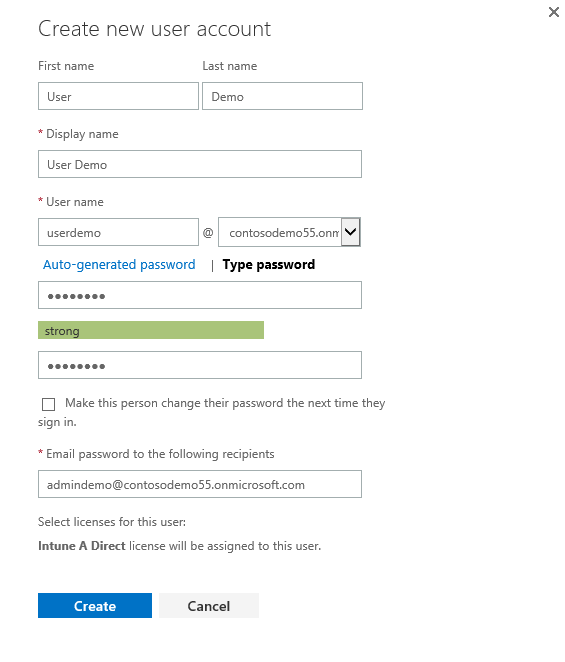 Create new user account
First name Last name
User Demo
* Display name
User Demo
* User name
userdemo @ contosodemo55.onm
Auto-generated password | Type password
●●●●●●●●
strong
●●●●●●●●
Make this person change their password the next time they
sign in.
* Email password to the following recipients
admindemo@contosodemo55.onmicrosoft.com
Select licenses for this user:
Intune A Direct license will be assigned to this user.
Create Cancel